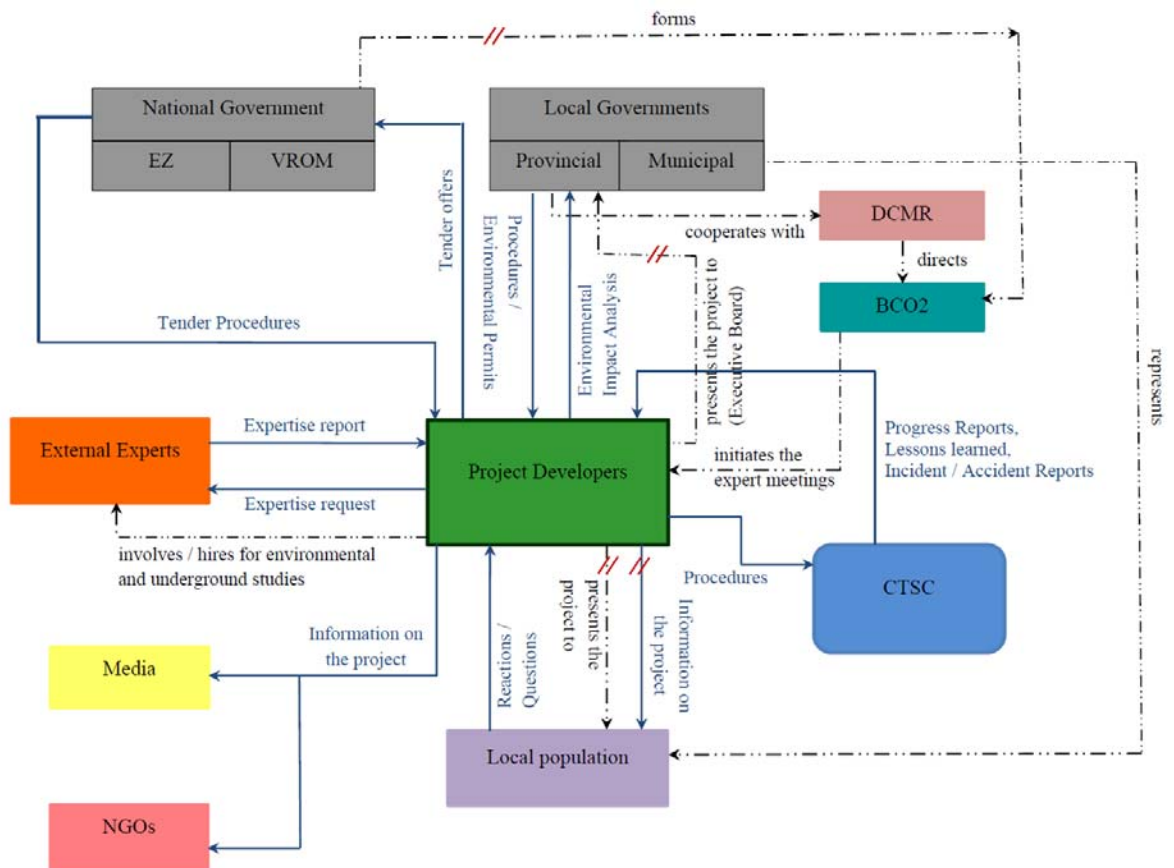 forms
National Government
EZ
VROM
Local Governments
Provincial
Municipal
DCMR
cooperates with
directs
BCO2
represents
Tender offers
Procedures /
Environmental Permits
Environmental
Impact Analysis
presents the project to
(Executive Board)
Tender Procedures
External Experts
Expertise report
Expertise request
involves / hires for environmental
and underground studies
Project Developers
initiates the
expert meetings
Progress Reports,
Lessons learned,
Incident / Accident Reports
Procedures
CTSC
Information on
the project
Media
NGOs
Reactions /
Questions
presents the
project to
Information on
the project
Local population